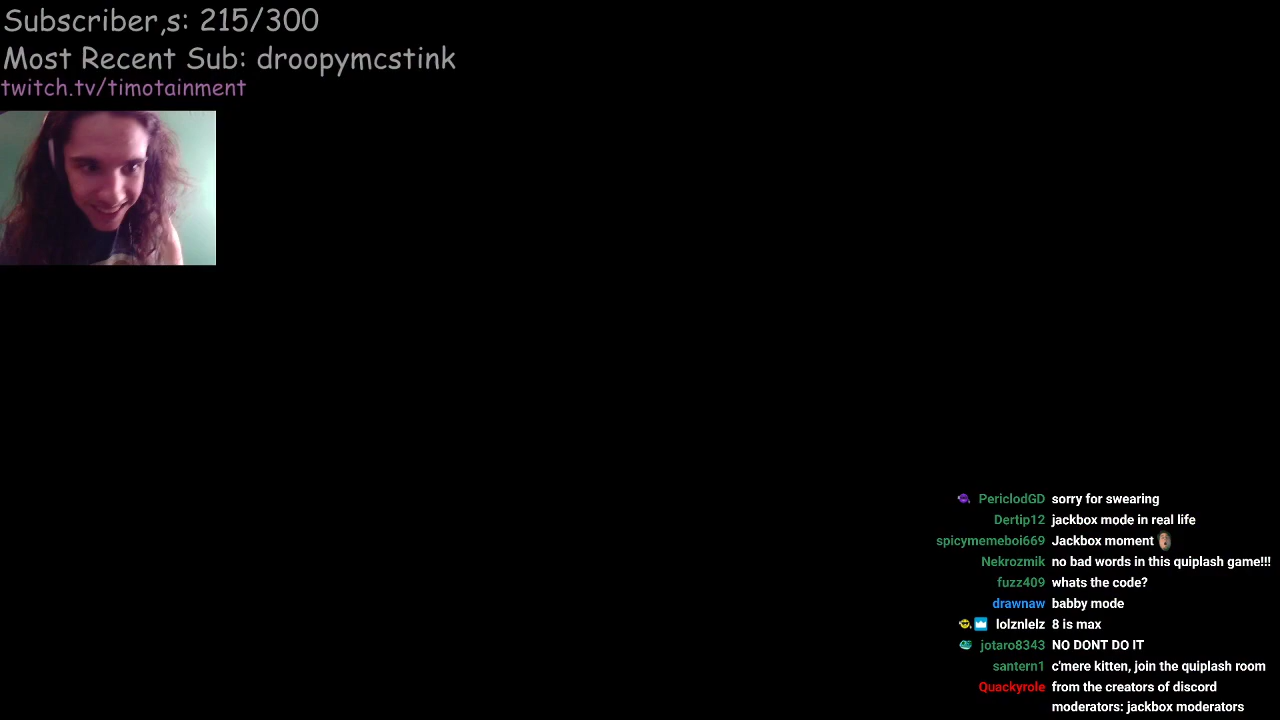 Subscriber,s: 215/300
Most Recent Sub: droopymcstink
twitch.tv/timotainment
PericlodGD sorry for swearing
Dertip12 jackbox mode in real life
spicymemeboi669 Jackbox moment
Nekrozmik no bad words in this quiplash game!!!
fuzz409 whats the code?
drawnaw babby mode
lolznlelz 8 is max
jotaro8343 NO DONT DO IT
santern1 c'mere kitten, join the quiplash room
Quackyrole from the creators of discord
moderators: jackbox moderators